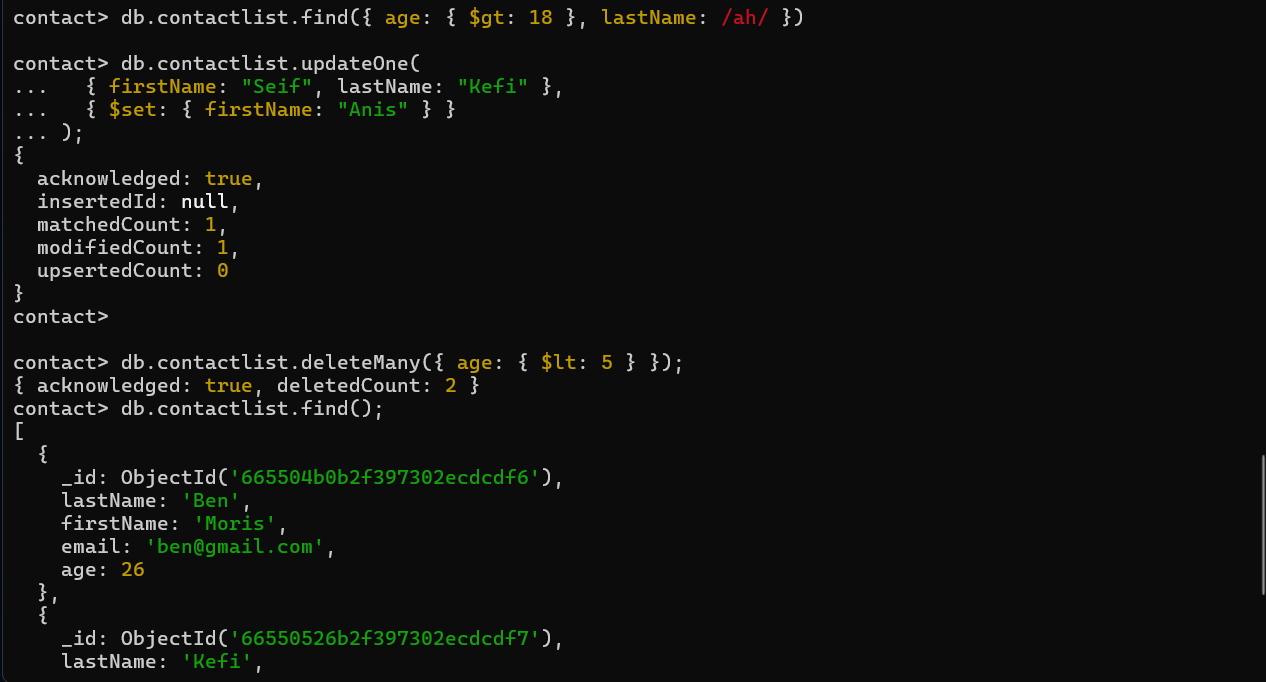 contact> db.contactlist.find({ age: { $gt: 18 }, lastName: /ah/ })
contact> db.contactlist.updateOne(
...   { firstName: "Seif", lastName: "Kefi" },
...   { $set: { firstName: "Anis" } }
... );
{
  acknowledged: true,
  insertedId: null,
  matchedCount: 1,
  modifiedCount: 1,
  upsertedCount: 0
}
contact>
contact> db.contactlist.deleteMany({ age: { $lt: 5 } });
{ acknowledged: true, deletedCount: 2 }
contact> db.contactlist.find();
[
  {
    _id: ObjectId('665504b0b2f397302ecdcdf6'),
    lastName: 'Ben',
    firstName: 'Moris',
    email: 'ben@gmail.com',
    age: 26
  },
  {
    _id: ObjectId('66550526b2f397302ecdcdf7'),
    lastName: 'Kefi',